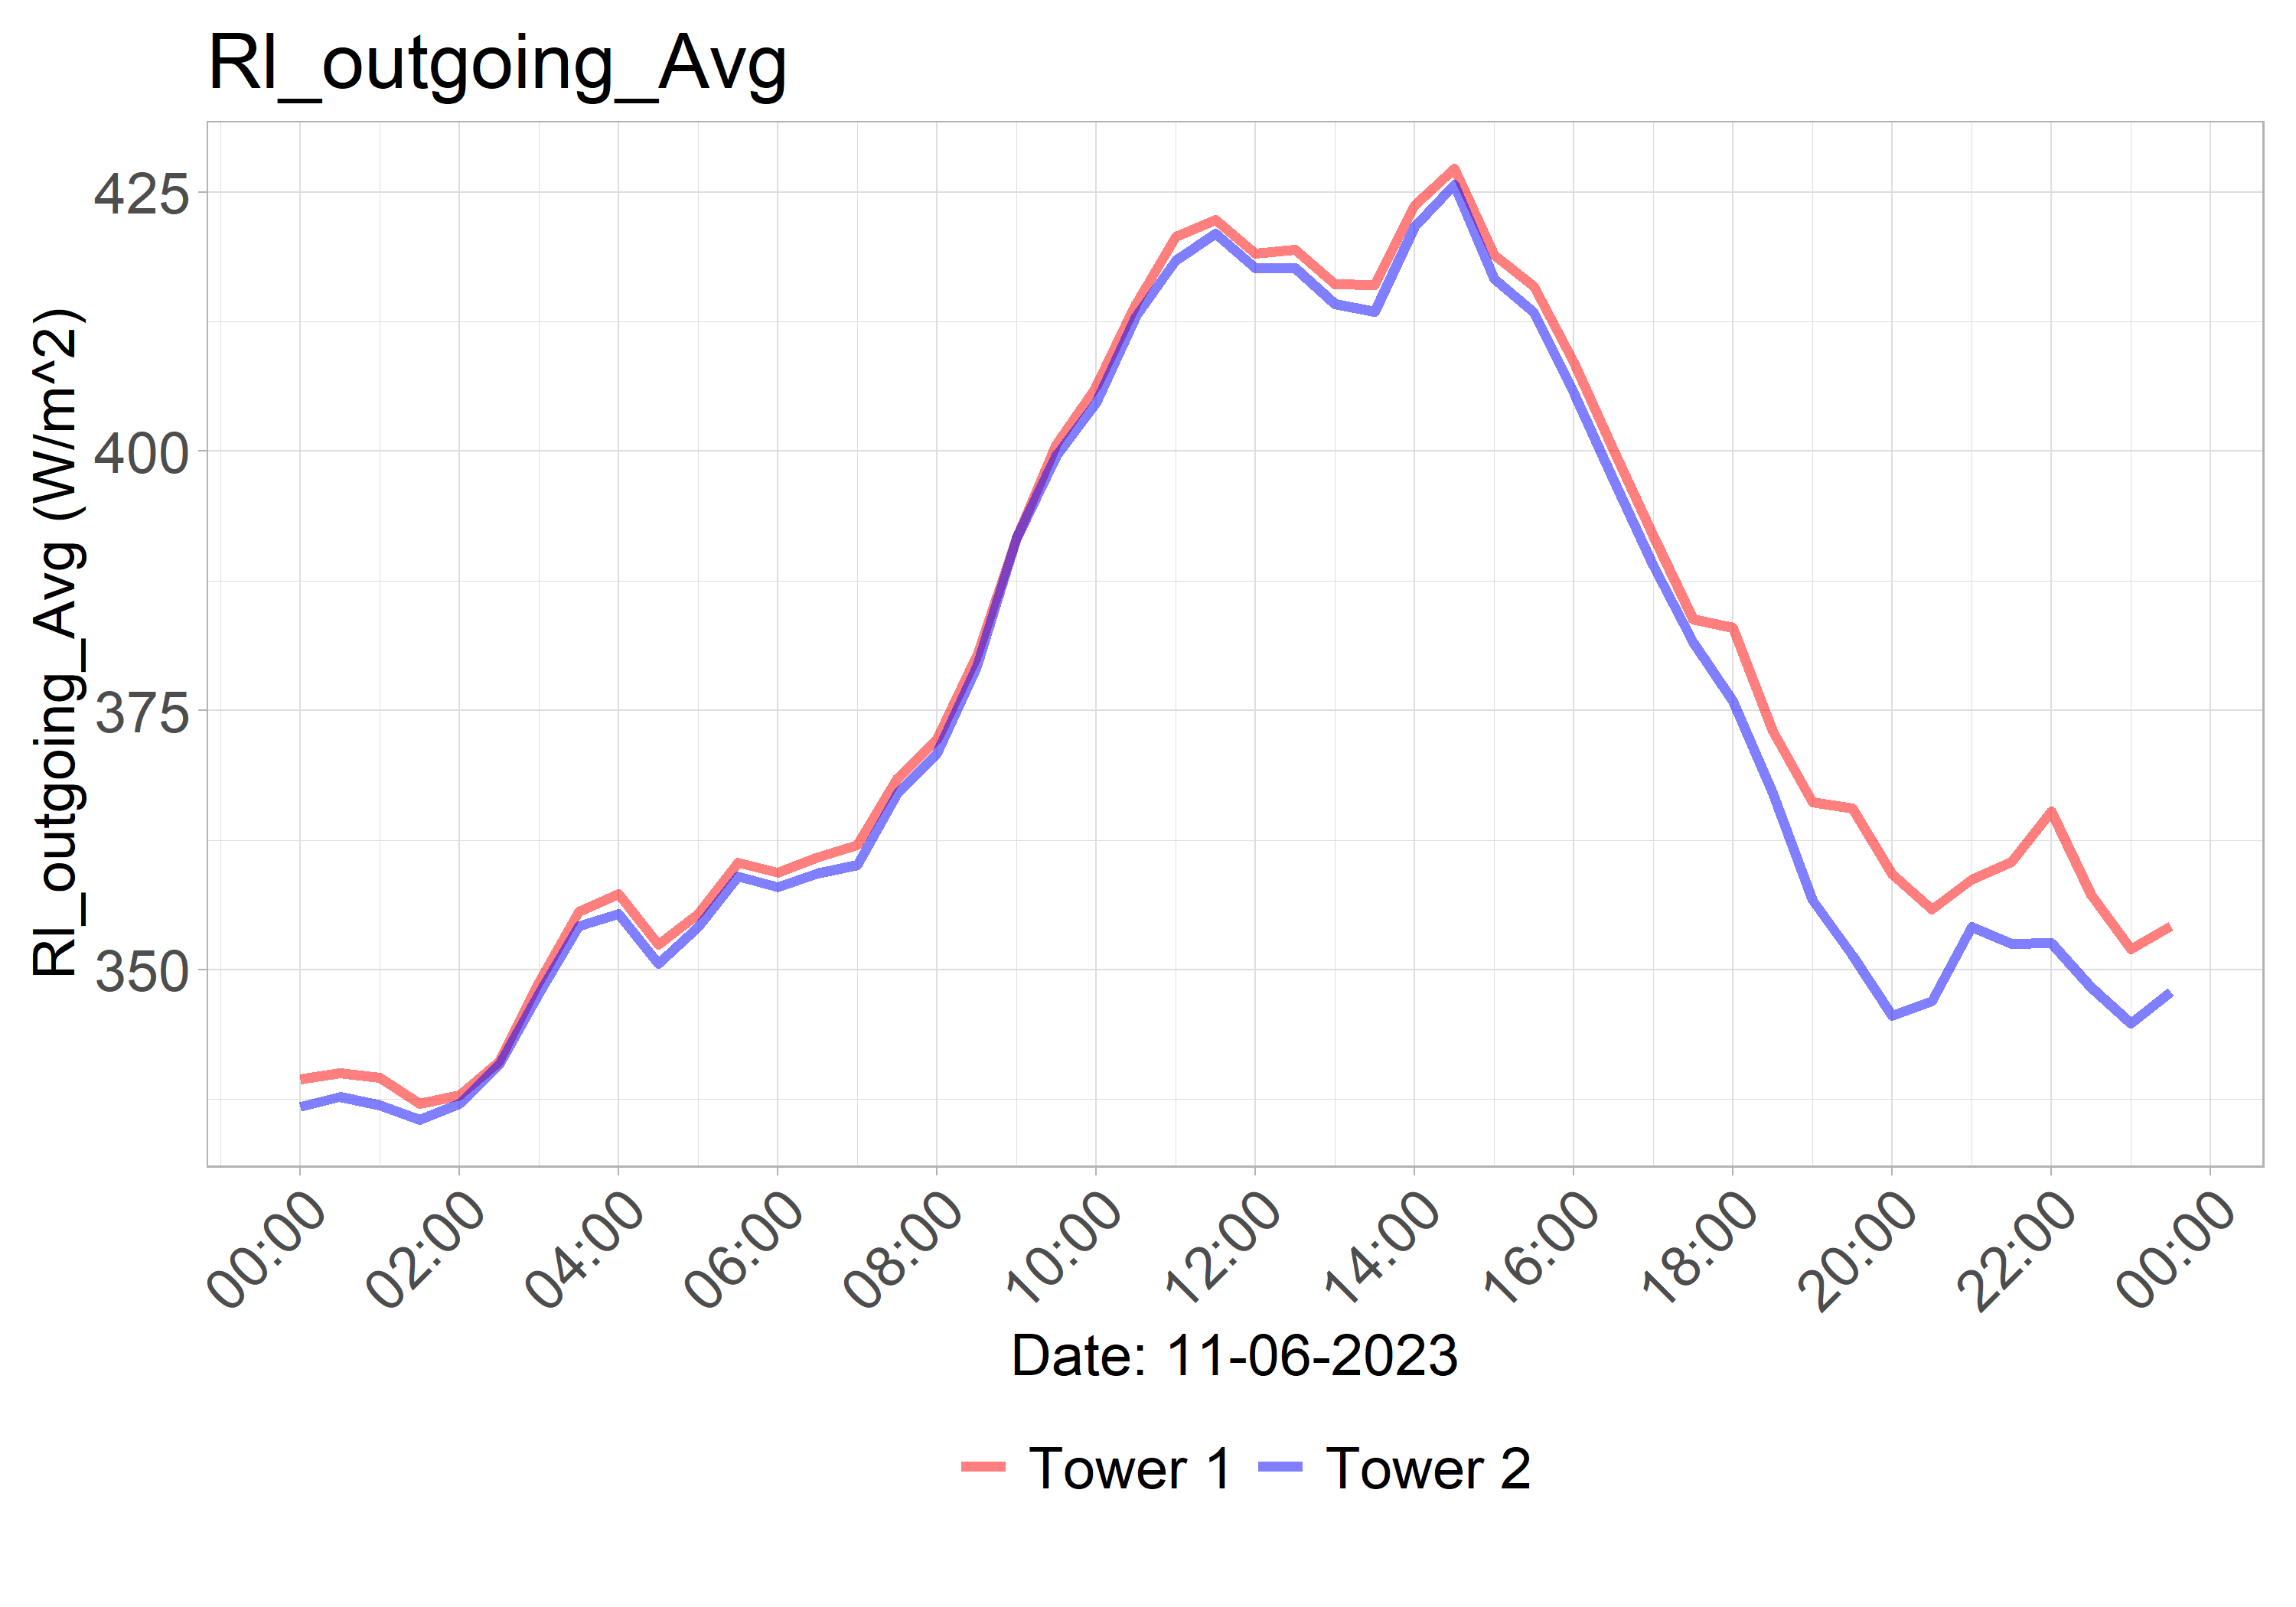 Rl_outgoing_Avg
Rl_outgoing_Avg (W/m^2)
425
400
375
350
00:00 02:00 04:00 06:00 08:00 10:00 12:00 14:00 16:00 18:00 20:00 22:00 00:00
Date: 11-06-2023
Tower 1 Tower 2